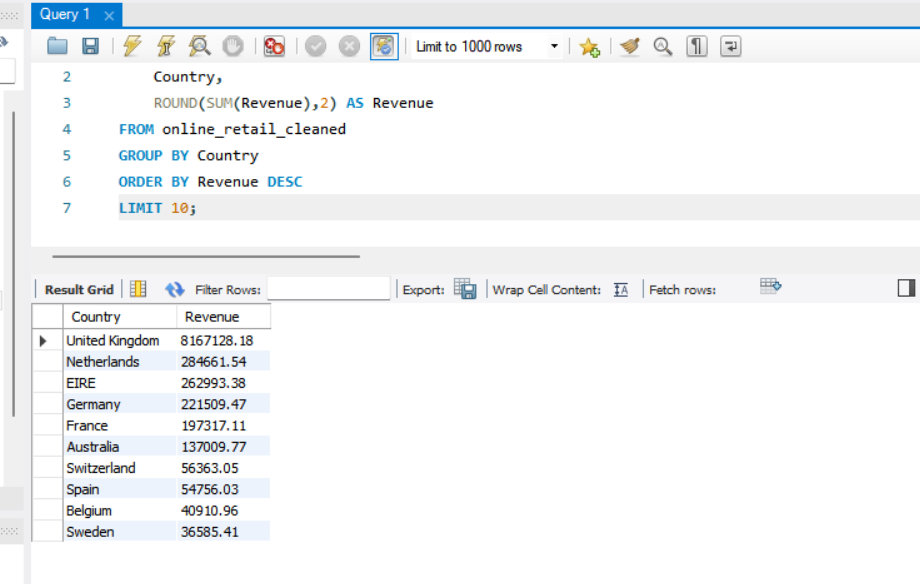 Query 1
Limit to 1000 rows
2 Country,
3 ROUND(SUM(Revenue),2) AS Revenue
4 FROM online_retail_cleaned
5 GROUP BY Country
6 ORDER BY Revenue DESC
7 LIMIT 10;
Result Grid Filter Rows: Export: Wrap Cell Content: Fetch rows:
Country Revenue
United Kingdom 8167128.18
Netherlands 284661.54
EIRE 262993.38
Germany 221509.47
France 197317.11
Australia 137009.77
Switzerland 56363.05
Spain 54756.03
Belgium 40910.96
Sweden 36585.41